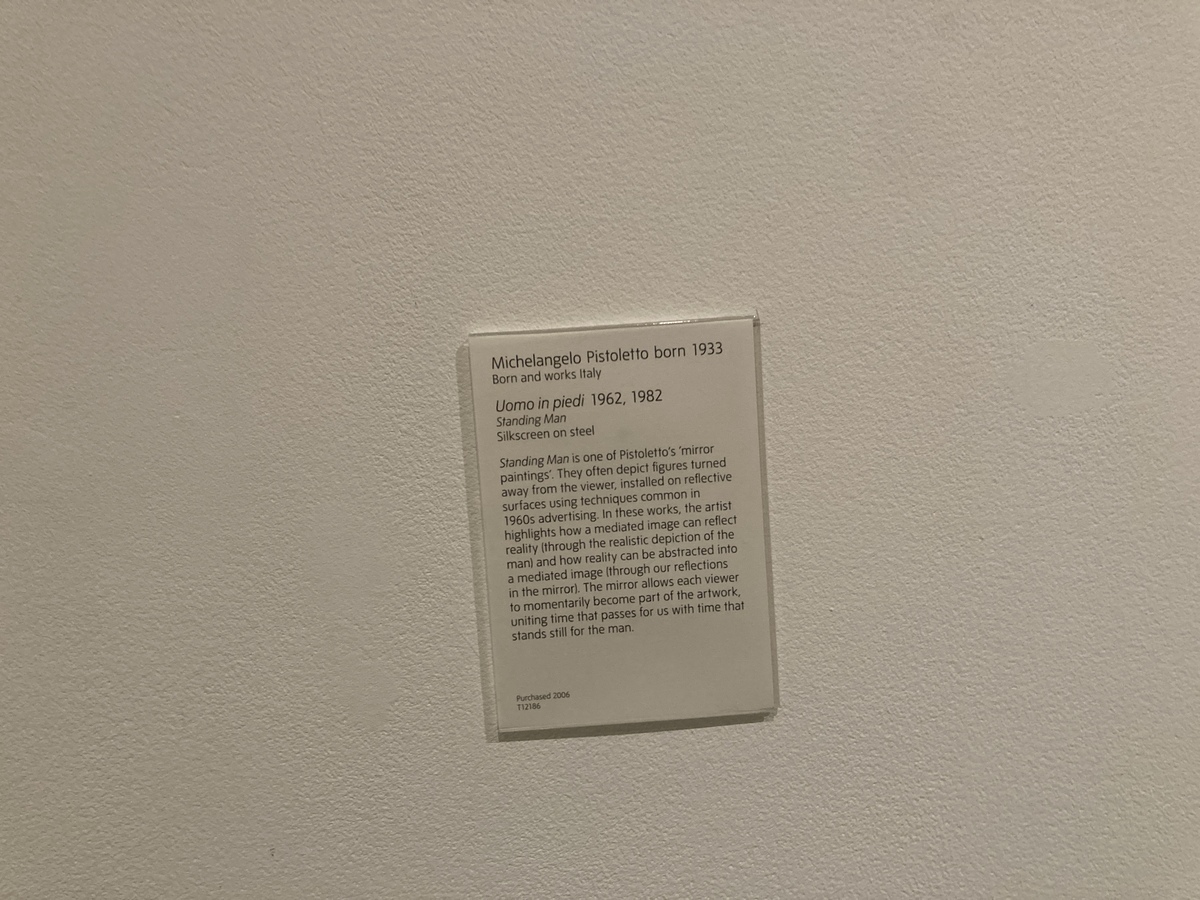 Michelangelo Pistoletto born 1933
Born and works Italy
Uomo in piedi 1962, 1982
Standing Man
Silkscreen on steel
Standing Man is one of Pistoletto's 'mirror
paintings'. They often depict figures turned
away from the viewer, installed on reflective
surfaces using techniques common in
1960s advertising. In these works, the artist
highlights how a mediated image can reflect
reality (through the realistic depiction of the
man) and how reality can be abstracted into
a mediated image (through our reflections
in the mirror). The mirror allows each viewer
to momentarily become part of the artwork,
uniting time that passes for us with time that
stands still for the man.
Purchased 2006
T12186